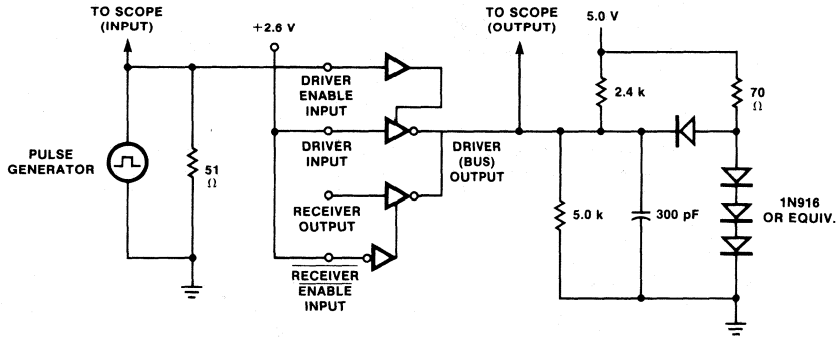 TO SCOPE
(INPUT)
+2.6 V
TO SCOPE
(OUTPUT)
5.0 V
DRIVER
ENABLE
INPUT
2.4 k
70
Ω
PULSE
GENERATOR
51
Ω
DRIVER
INPUT
DRIVER
(BUS)
OUTPUT
RECEIVER
OUTPUT
5.0 k
300 pF
1N916
OR EQUIV.
RECEIVER
ENABLE
INPUT